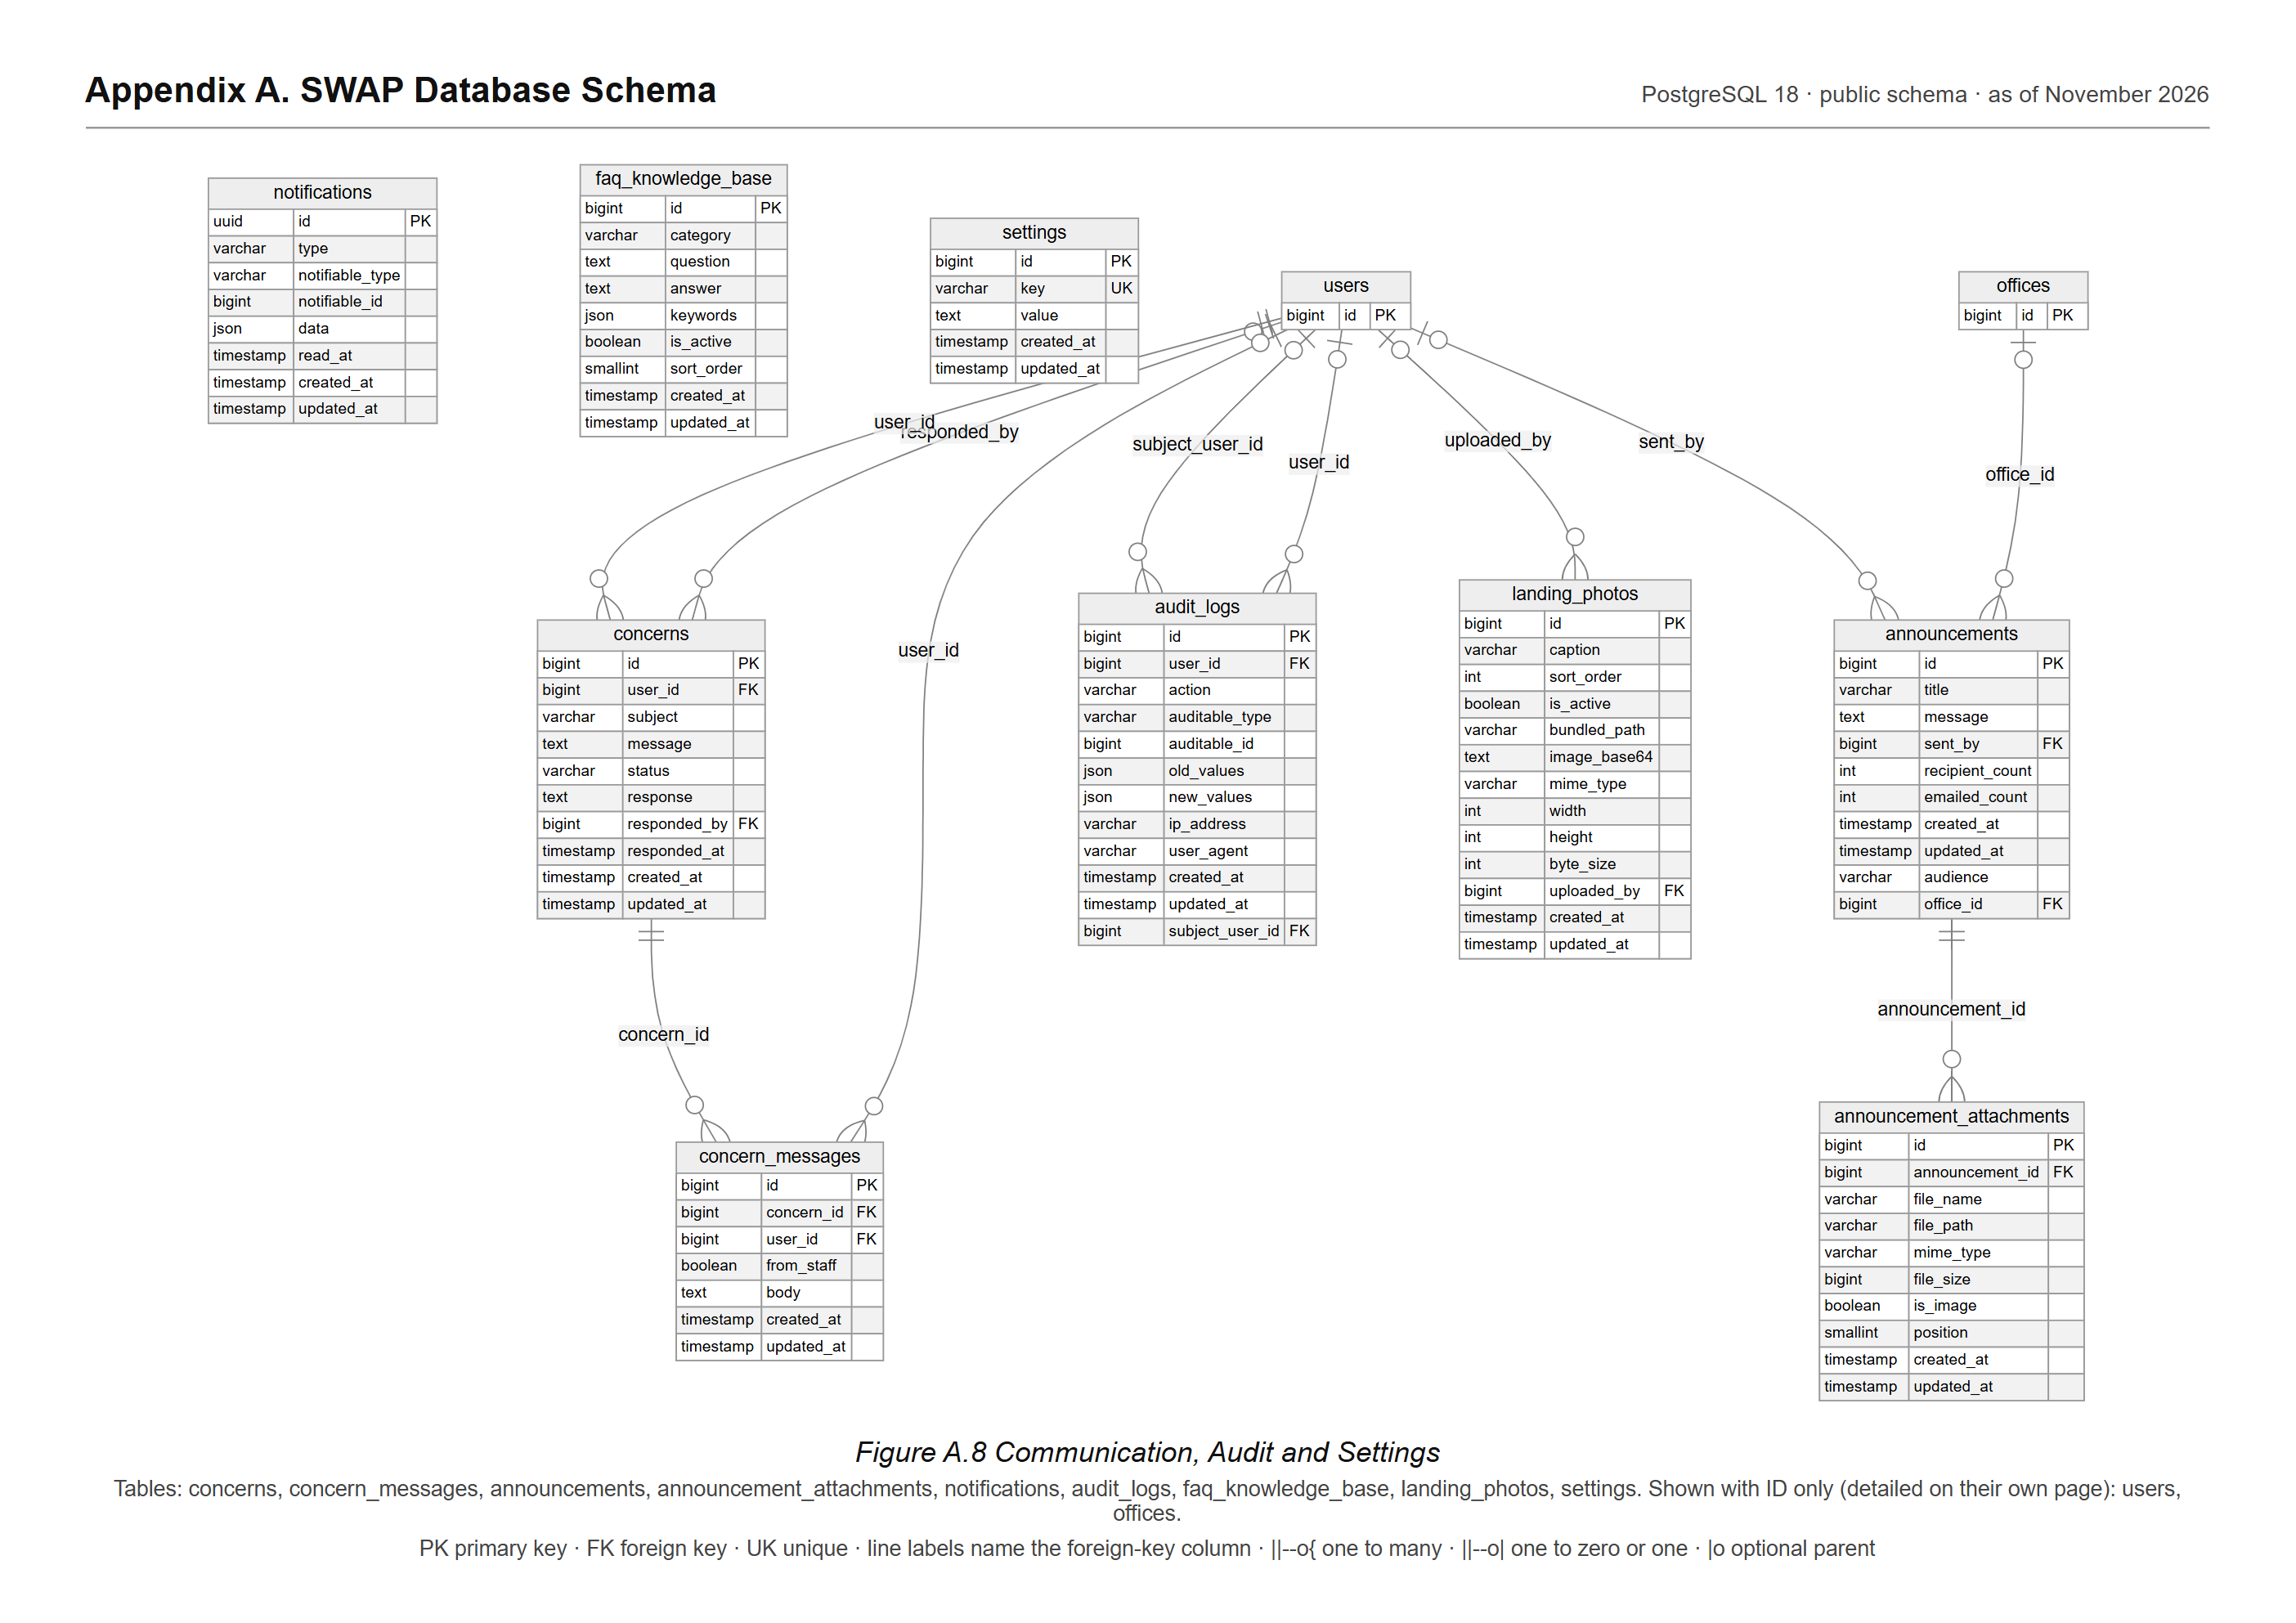 Appendix A. SWAP Database Schema
PostgreSQL 18 · public schema · as of November 2026
notifications
uuid id PK
varchar type
varchar notifiable_type
bigint notifiable_id
json data
timestamp read_at
timestamp created_at
timestamp updated_at
faq_knowledge_base
bigint id PK
varchar category
text question
text answer
json keywords
boolean is_active
smallint sort_order
timestamp created_at
timestamp updated_at
settings
bigint id PK
varchar key UK
text value
timestamp created_at
timestamp updated_at
users
bigint id PK
offices
bigint id PK
user_id
responded_by
subject_user_id
user_id
uploaded_by
sent_by
office_id
user_id
concerns
bigint id PK
bigint user_id FK
varchar subject
text message
varchar status
text response
bigint responded_by FK
timestamp responded_at
timestamp created_at
timestamp updated_at
audit_logs
bigint id PK
bigint user_id FK
varchar action
varchar auditable_type
bigint auditable_id
json old_values
json new_values
varchar ip_address
varchar user_agent
timestamp created_at
timestamp updated_at
bigint subject_user_id FK
landing_photos
bigint id PK
varchar caption
int sort_order
boolean is_active
varchar bundled_path
text image_base64
varchar mime_type
int width
int height
int byte_size
bigint uploaded_by FK
timestamp created_at
timestamp updated_at
announcements
bigint id PK
varchar title
text message
bigint sent_by FK
int recipient_count
int emailed_count
timestamp created_at
timestamp updated_at
varchar audience
bigint office_id FK
concern_id
announcement_id
concern_messages
bigint id PK
bigint concern_id FK
bigint user_id FK
boolean from_staff
text body
timestamp created_at
timestamp updated_at
announcement_attachments
bigint id PK
bigint announcement_id FK
varchar file_name
varchar file_path
varchar mime_type
bigint file_size
boolean is_image
smallint position
timestamp created_at
timestamp updated_at
Figure A.8 Communication, Audit and Settings
Tables: concerns, concern_messages, announcements, announcement_attachments, notifications, audit_logs, faq_knowledge_base, landing_photos, settings. Shown with ID only (detailed on their own page): users,
offices.
PK primary key · FK foreign key · UK unique · line labels name the foreign-key column · ||--o{ one to many · ||--o| one to zero or one · |o optional parent